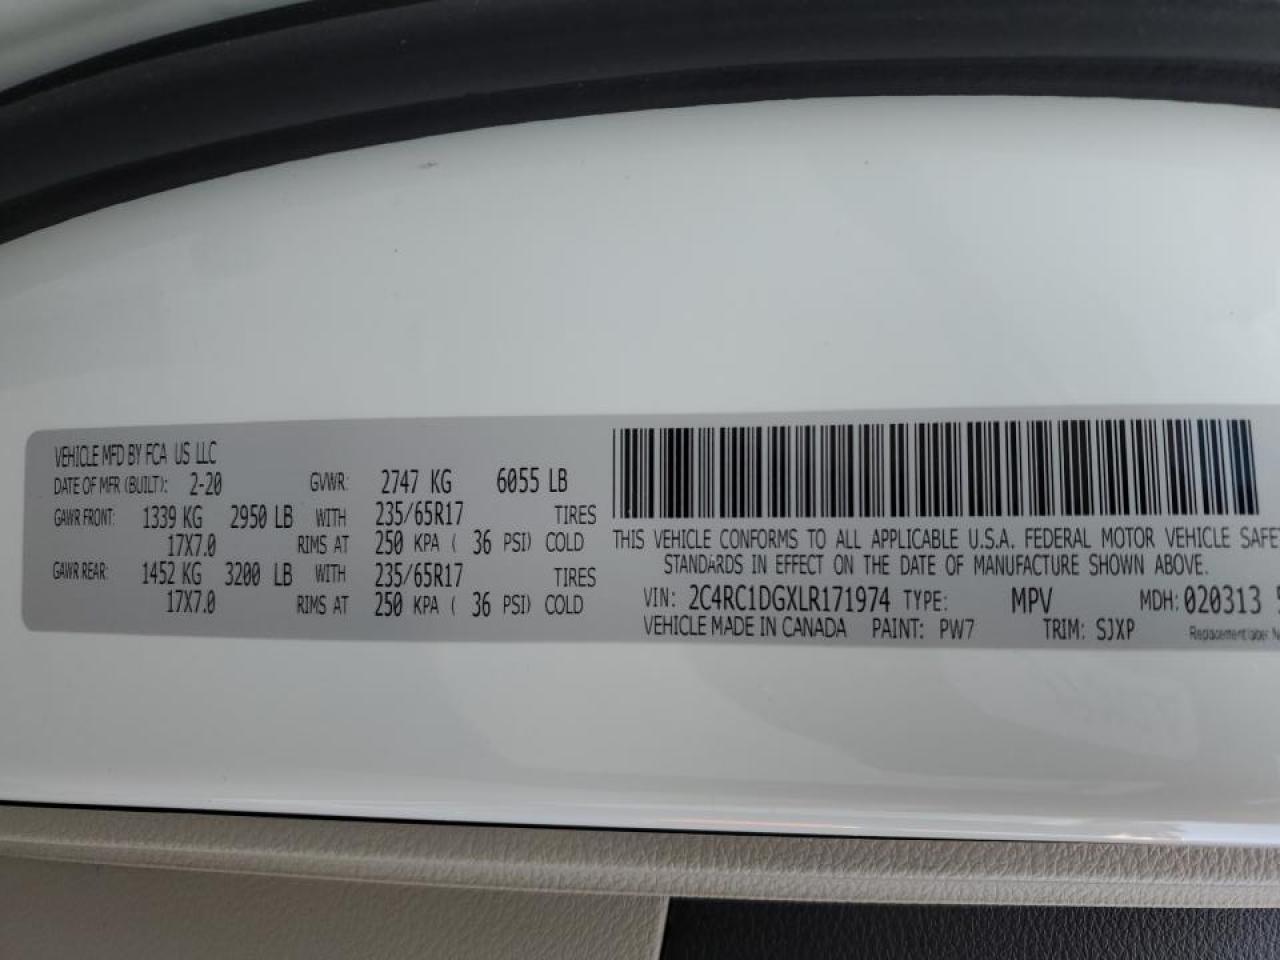 VEHICLE MFD BY FCA US LLC
DATE OF MFR (BUILT): 2-20 GVWR: 2747 KG 6055 LB
GAWR FRONT: 1339 KG 2950 LB WITH 235/65R17 TIRES
17X7.0 RIMS AT 250 KPA ( 36 PSI) COLD
GAWR REAR: 1452 KG 3200 LB WITH 235/65R17 TIRES
17X7.0 RIMS AT 250 KPA ( 36 PSI) COLD
THIS VEHICLE CONFORMS TO ALL APPLICABLE U.S.A. FEDERAL MOTOR VEHICLE SAFE
STANDARDS IN EFFECT ON THE DATE OF MANUFACTURE SHOWN ABOVE.
VIN: 2C4RC1DGXLR171974 TYPE: MPV MDH: 020313
VEHICLE MADE IN CANADA PAINT: PW7 TRIM: SJXP
Replacement label